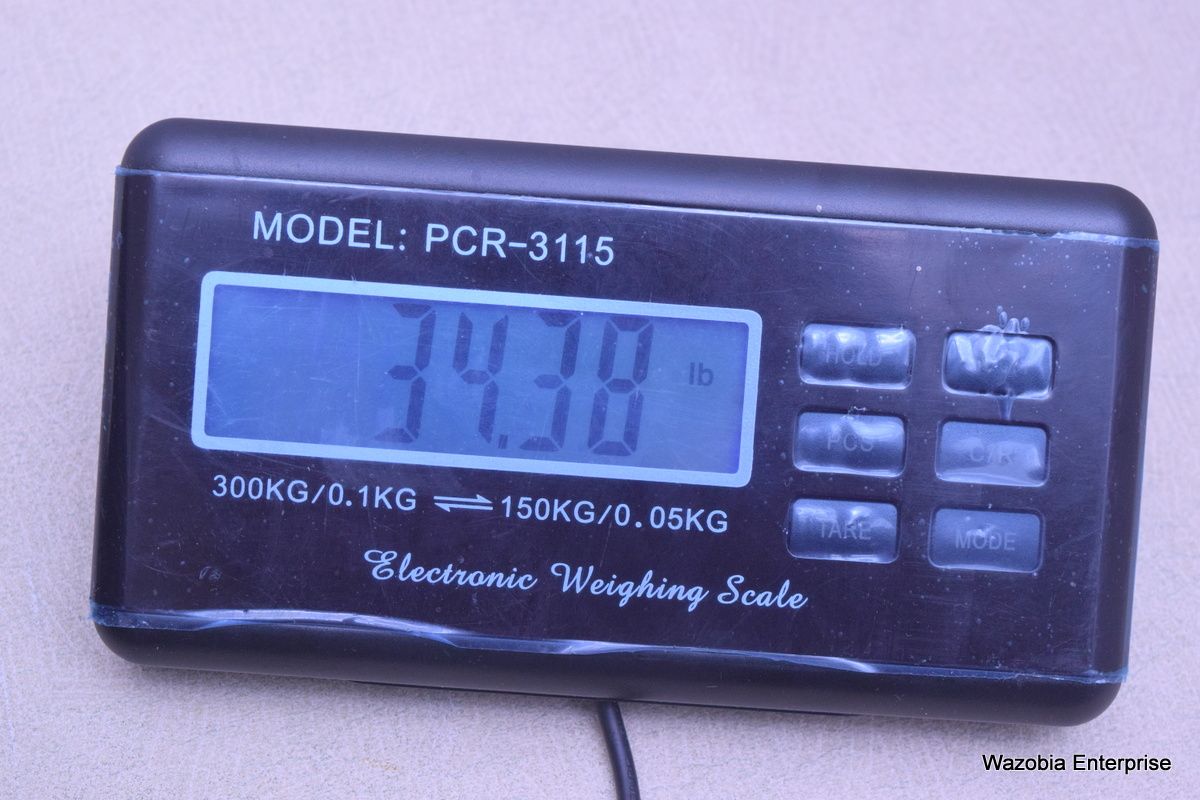 MODEL: PCR-3115
34.38 lb
300KG/0.1KG ⇌ 150KG/0.05KG
Electronic Weighing Scale
HOLD
PCS C/R
TARE MODE
Wazobia Enterprise